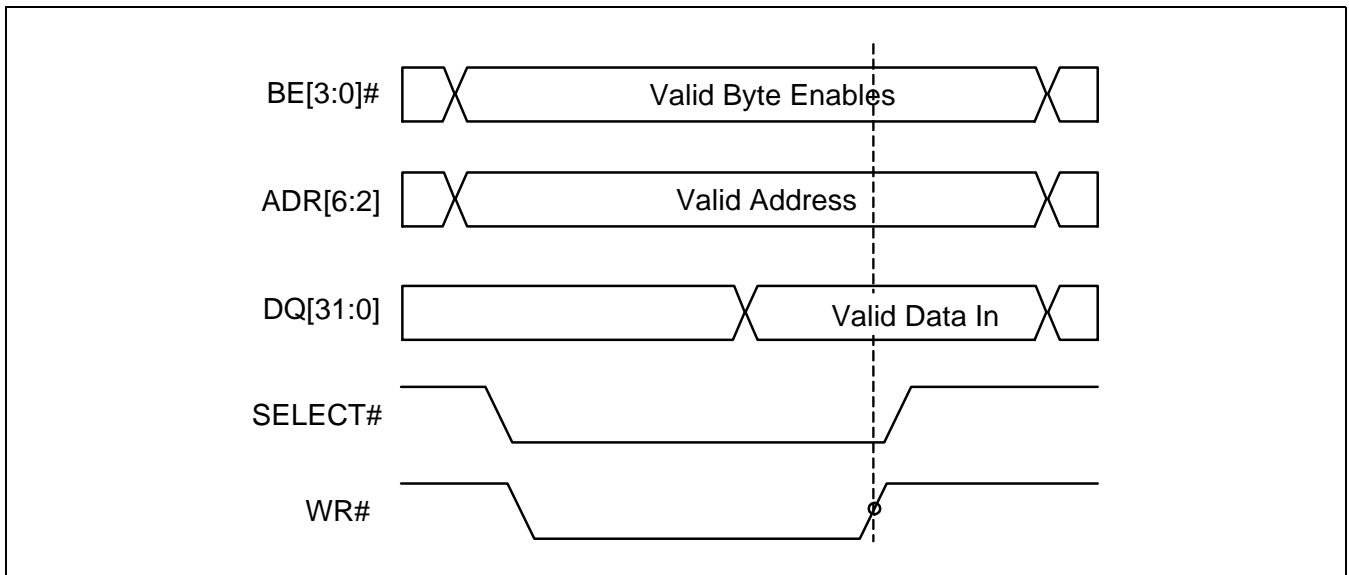 BE[3:0]# Valid Byte Enables
ADR[6:2] Valid Address
DQ[31:0] Valid Data In
SELECT#
WR#